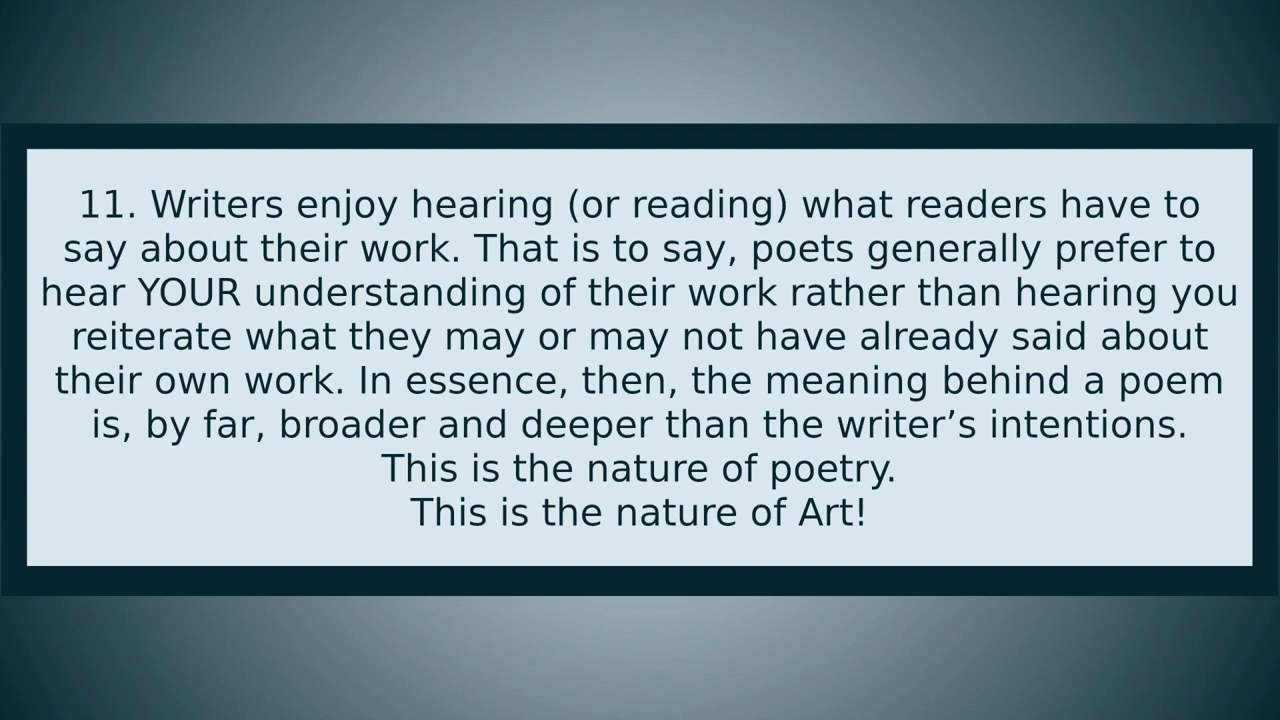 11. Writers enjoy hearing (or reading) what readers have to
say about their work. That is to say, poets generally prefer to
hear YOUR understanding of their work rather than hearing you
reiterate what they may or may not have already said about
their own work. In essence, then, the meaning behind a poem
is, by far, broader and deeper than the writer’s intentions.
This is the nature of poetry.
This is the nature of Art!